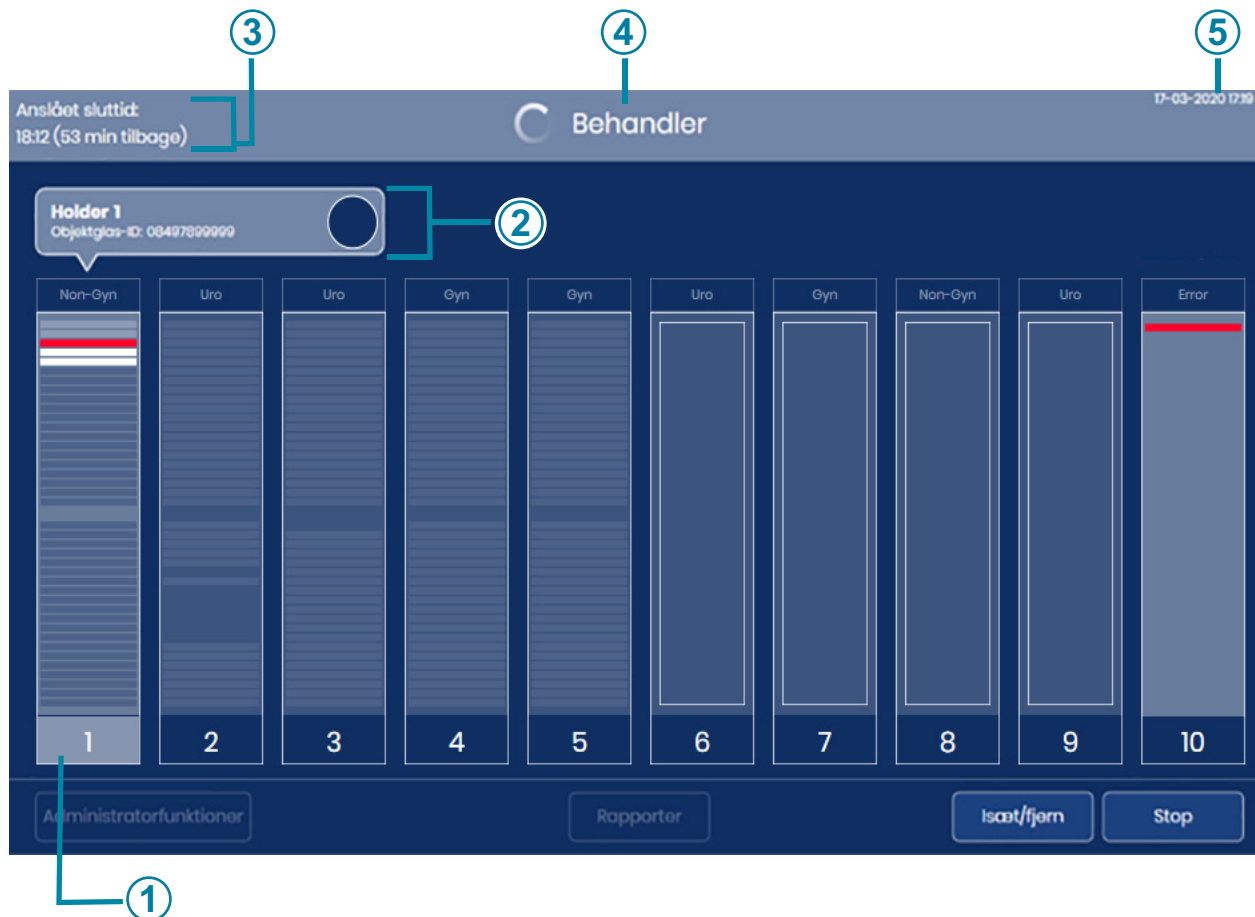 3
4
5
Anslået sluttid:
18:12 (53 min tilbage)
Behandler
17-03-2020 17:19
Holder 1
Objektglas-ID: 08497899999
2
Non-Gyn Uro Uro Gyn Gyn Uro Gyn Non-Gyn Uro Error
1 2 3 4 5 6 7 8 9 10
Administratorfunktioner Rapporter Isæt/fjern Stop
1